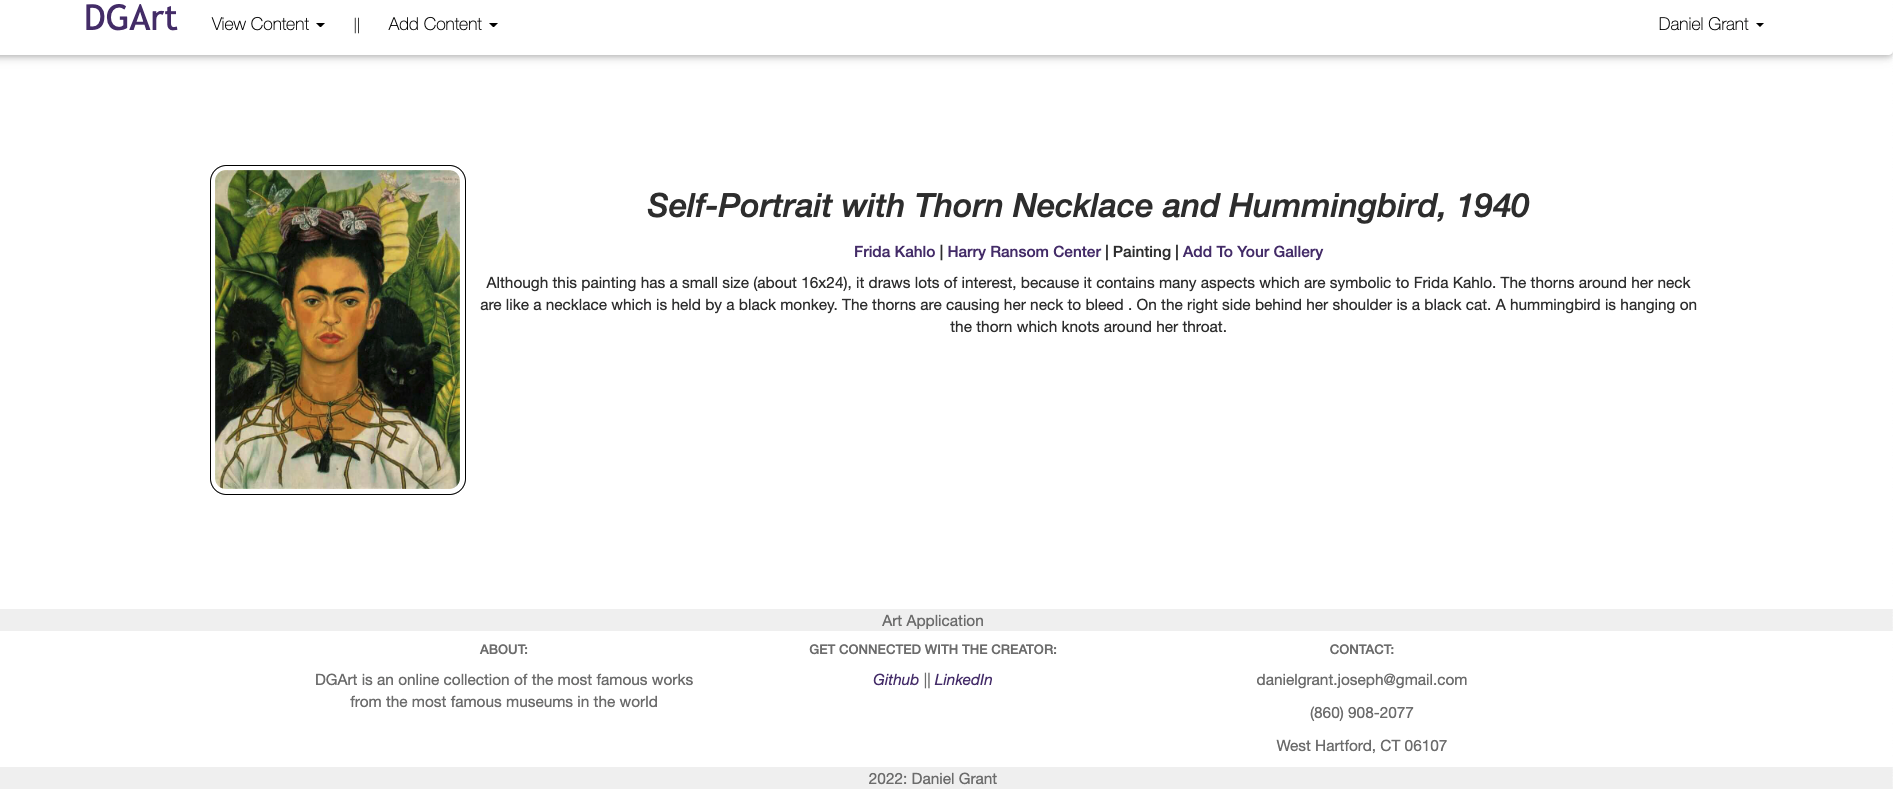 DGArt
View Content || Add Content
Daniel Grant
Self-Portrait with Thorn Necklace and Hummingbird, 1940
Frida Kahlo | Harry Ransom Center | Painting | Add To Your Gallery
Although this painting has a small size (about 16x24), it draws lots of interest, because it contains many aspects which are symbolic to Frida Kahlo. The thorns around her neck
are like a necklace which is held by a black monkey. The thorns are causing her neck to bleed . On the right side behind her shoulder is a black cat. A hummingbird is hanging on
the thorn which knots around her throat.
Art Application
ABOUT:
DGArt is an online collection of the most famous works
from the most famous museums in the world
GET CONNECTED WITH THE CREATOR:
Github || LinkedIn
CONTACT:
danielgrant.joseph@gmail.com
(860) 908-2077
West Hartford, CT 06107
2022: Daniel Grant